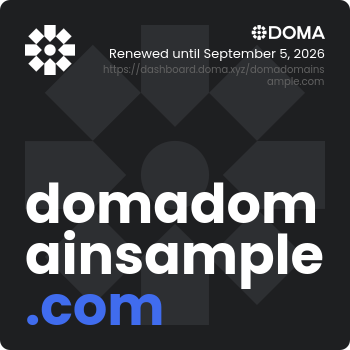 DOMA
Renewed until September 5, 2026
https://dashboard.doma.xyz/domadomains
ample.com
domadom
ainsample
.com